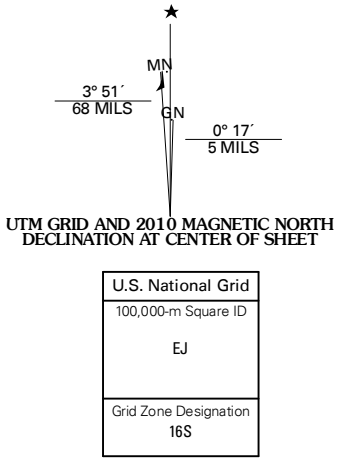 ★
MN
3° 51´
68 MILS
GN
0° 17´
5 MILS
UTM GRID AND 2010 MAGNETIC NORTH
DECLINATION AT CENTER OF SHEET
U.S. National Grid
100,000-m Square ID
EJ
Grid Zone Designation
16S